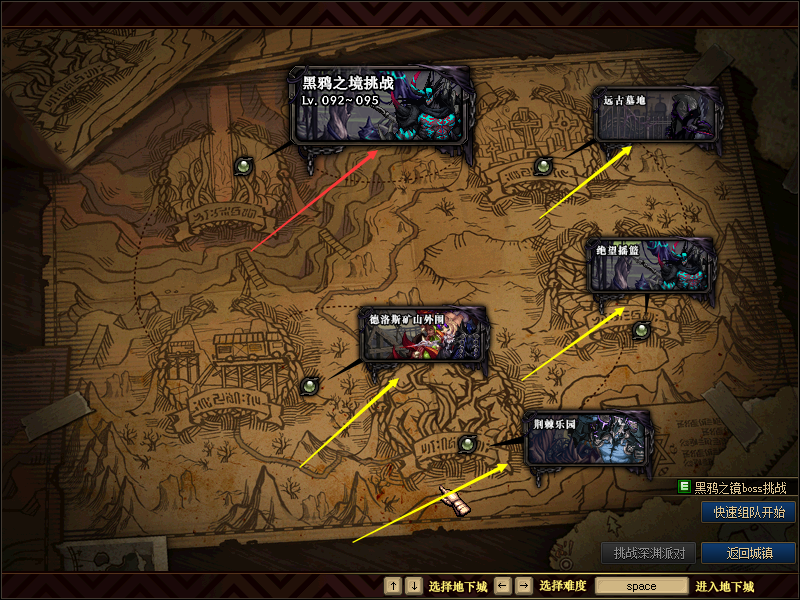 黑鸦之境挑战
Lv. 092~095
远古墓地
绝望摇篮
德洛斯矿山外围
荆棘乐园
E 黑鸦之镜boss挑战
快速组队开始
挑战深渊派对
返回城镇
↑ ↓ 选择地下城 ← → 选择难度 space 进入地下城